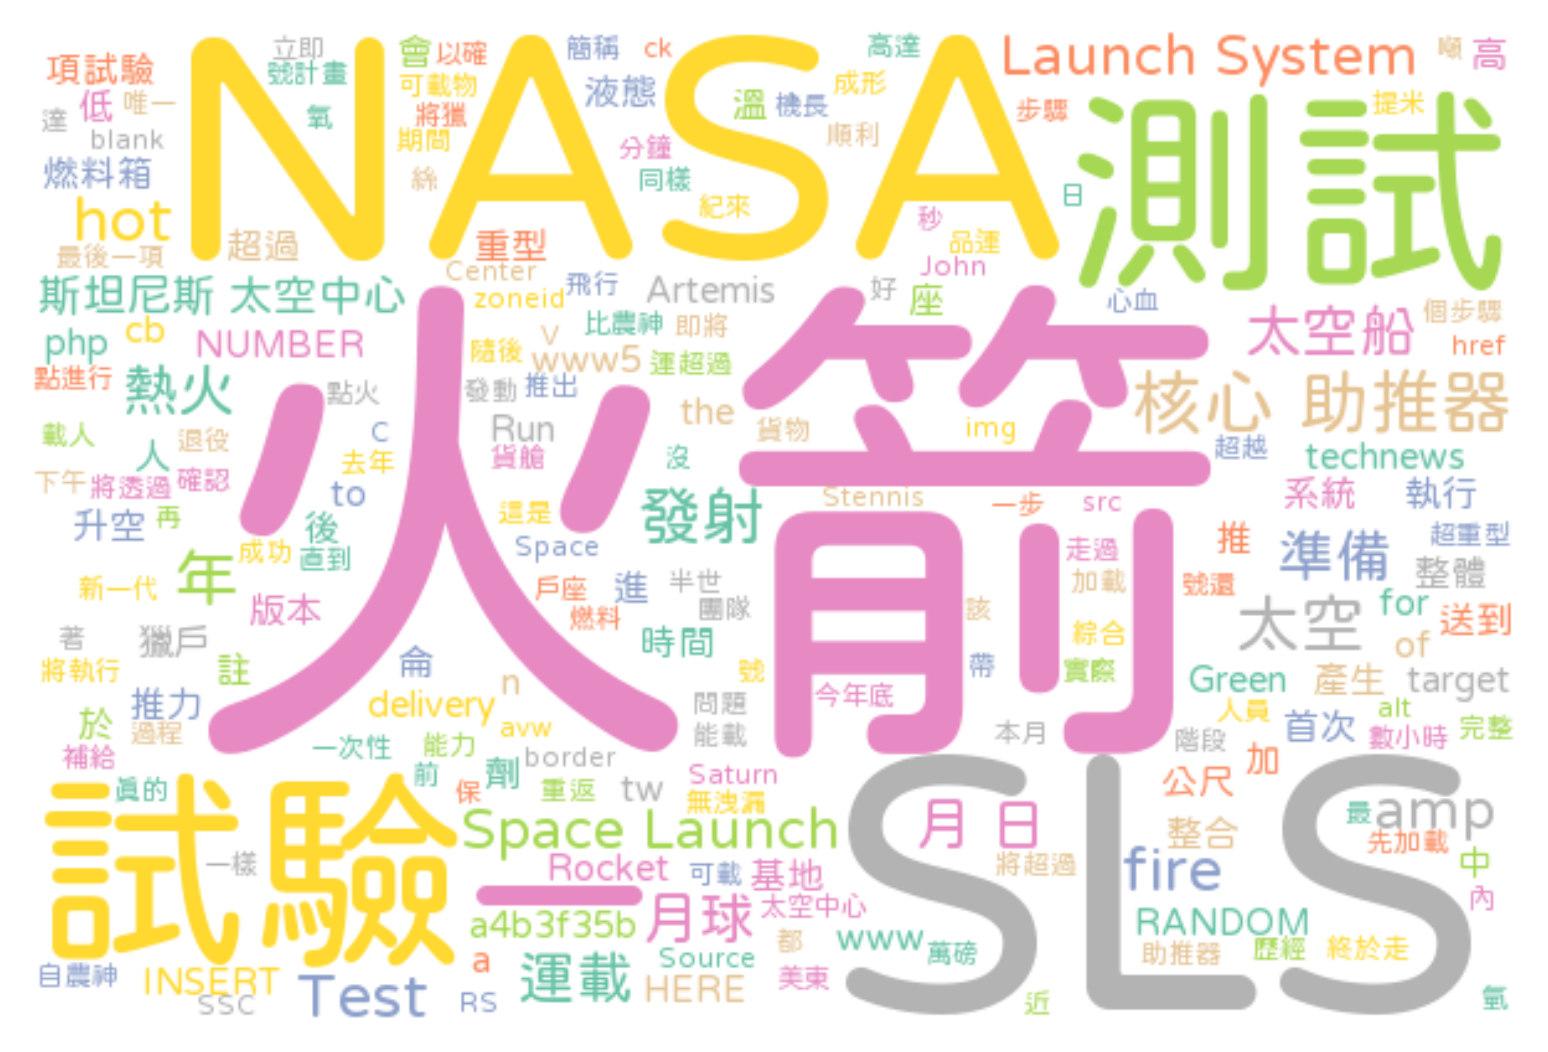 立即 會 以確 簡稱 ck 高達 Launch System 順 高
項試驗 號計畫 NASA 可載物 液態 成形 測試 提米
低 唯一 氧 將獵 溫 機長 步驟
達 blank 期間 分鐘 順利
燃料箱 絲 同樣 紀來 日
hot 超過 重型 秒 品運
最後一項 Center John
斯坦尼斯 太空中心 zoneid 飛行 Artemis 好 座 心血
php cb NUMBER V 比農神 即將 太空船 個步驟
火箭 隨後 www5 運超過 href
點進行 熱火 點火 發動 推出 核心 助推器
載人 退役 C Run the 貨物 img 超越
人 去年 貨艙 沒 technews
下午 將透過 確認 to Stennis 一步 src 系統 執行
升空 再 後 這是 發射 推 超重型
成功 直到 Space 走過 準備
新一代 年 戶座 進 半世 加載 號還 整體
版本 燃料 團隊 該 太空 for 送到
著 獵戶 時間 綜合 of
將執行 註 侖 號 帶 實際 Green 產生 target
推力 delivery n 問題 今年底 人員 alt
於 過程 avw 能載 本月 階段 首次 數小時 完整
補給 一次性 能力 border 加
真的 前 劑 Saturn 公尺
試驗 保 重返 tw 無洩漏 SLS 月 日 最 amp
Space Launch 整合 先加載
一樣 Rocket 可載 基地 將超過 fire 中
一 月球 太空中心 內
a4b3f35b 都 www RANDOM
自農神 INSERT a 運載 Source 美東 萬磅 助推器 歷經 終於走
SSC Test RS HERE 近 氫